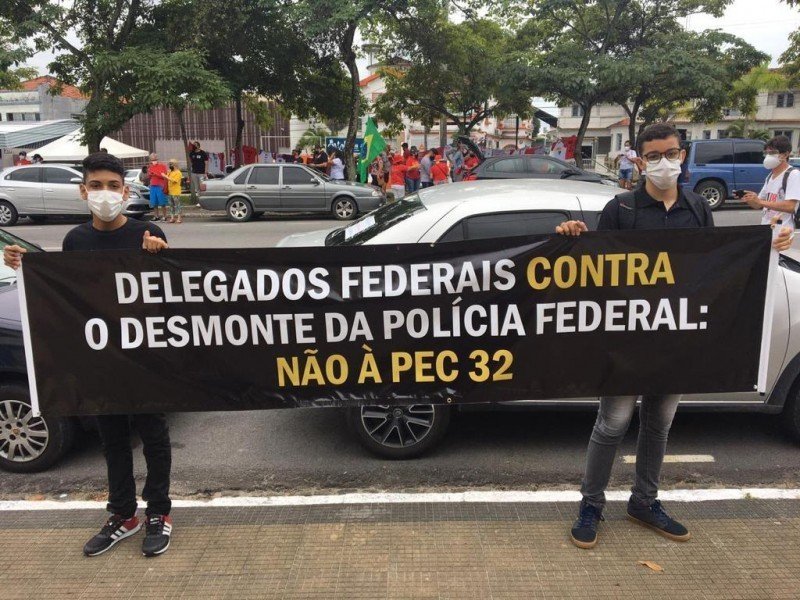 DELEGADOS FEDERAIS CONTRA
O DESMONTE DA POLÍCIA FEDERAL:
NÃO À PEC 32